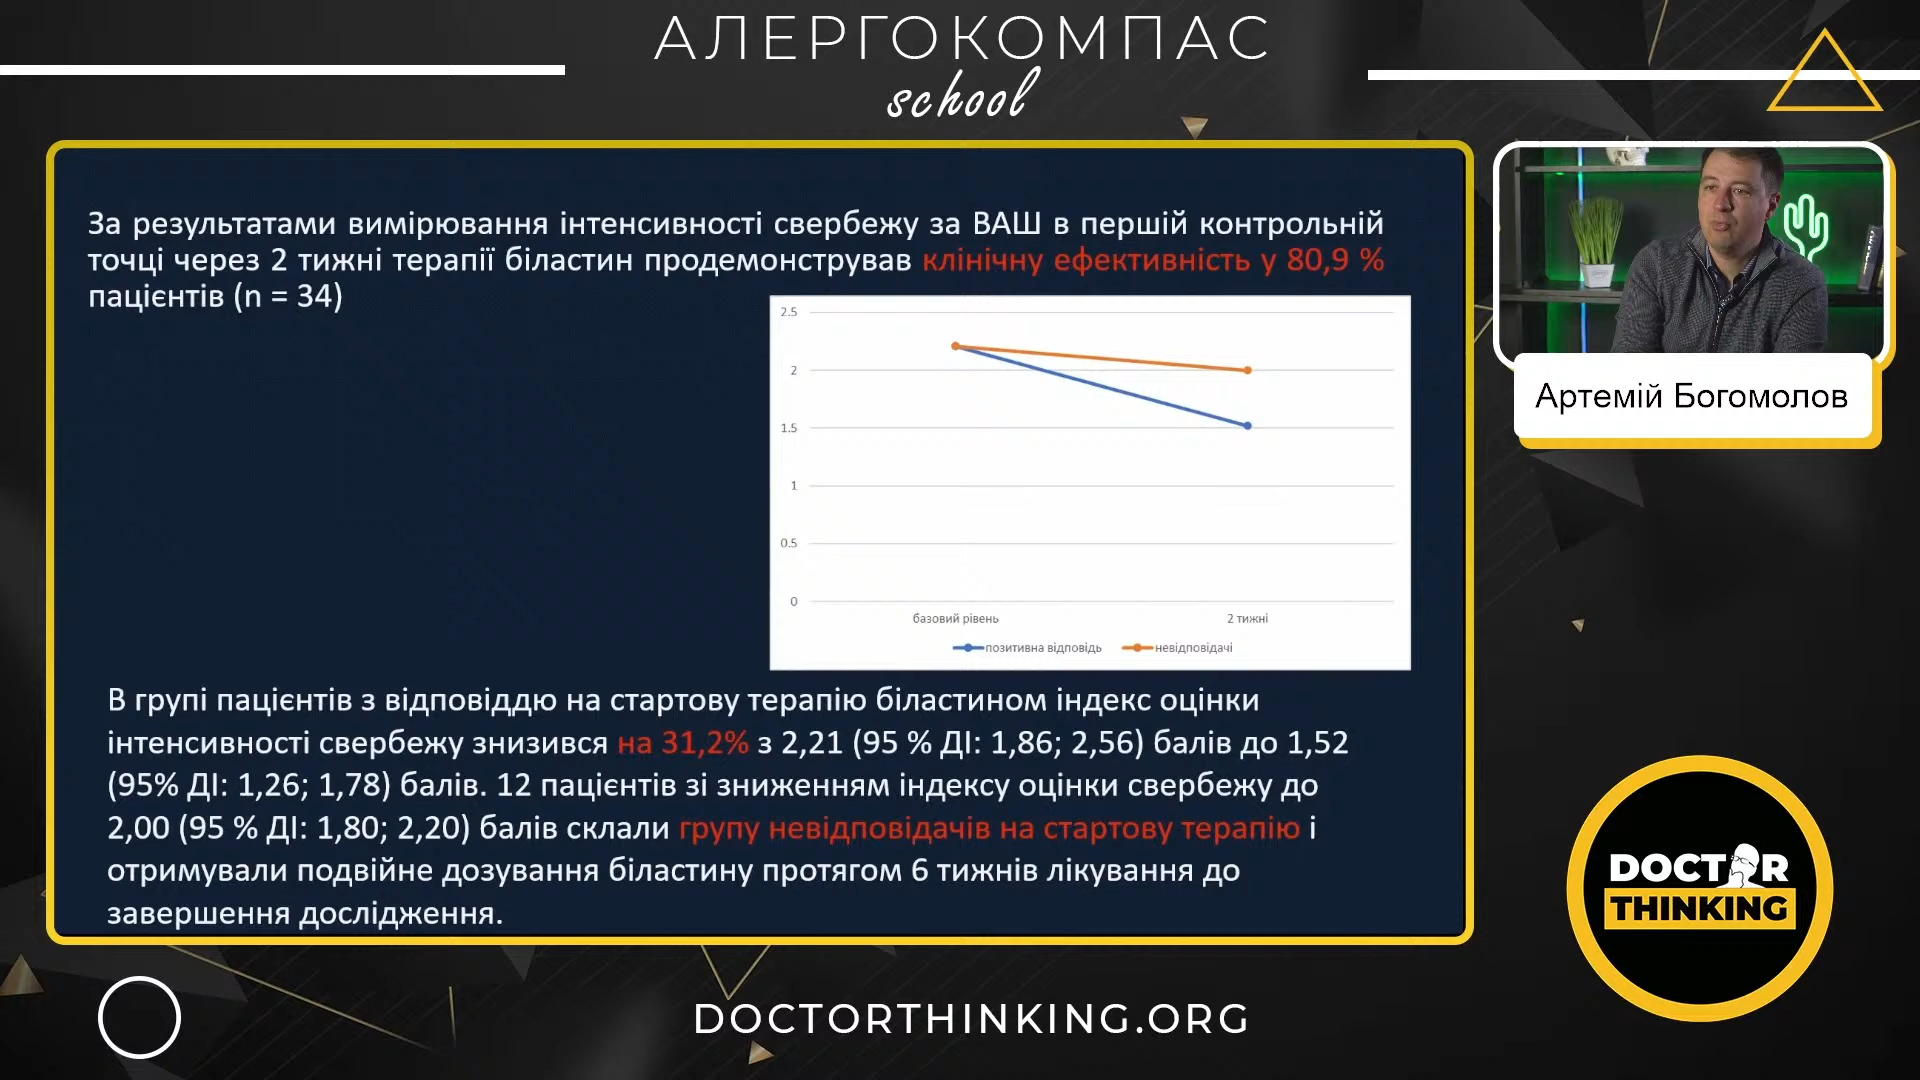 АЛЕРГОКОМПАС
school
За результатами вимірювання інтенсивності свербежу за ВАШ в першій контрольній
точці через 2 тижні терапії біластин продемонстрував клінічну ефективність у 80,9 %
пацієнтів (n = 34)
2.5
2
1.5
1
0.5
0
базовий рівень
2 тижні
позитивна відповідь
невідповідачі
В групі пацієнтів з відповіддю на стартову терапію біластином індекс оцінки
інтенсивності свербежу знизився на 31,2% з 2,21 (95 % ДІ: 1,86; 2,56) балів до 1,52
(95% ДІ: 1,26; 1,78) балів. 12 пацієнтів зі зниженням індексу оцінки свербежу до
2,00 (95 % ДІ: 1,80; 2,20) балів склали групу невідповідачів на стартову терапію і
отримували подвійне дозування біластину протягом 6 тижнів лікування до
завершення дослідження.
Артемій Богомолов
DOCTOR
THINKING
DOCTORTHINKING.ORG